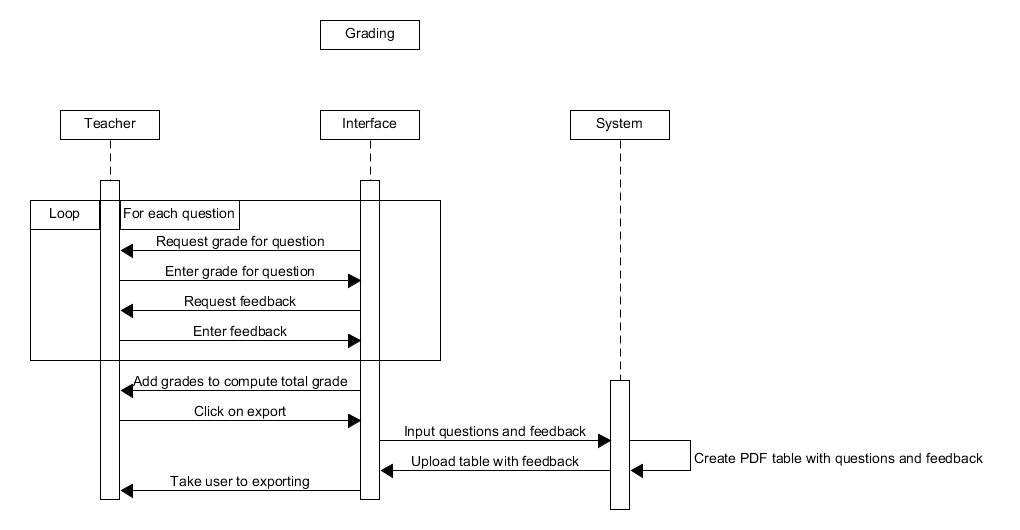 Grading
Teacher
Interface
System
Loop
For each question
Request grade for question
Enter grade for question
Request feedback
Enter feedback
Add grades to compute total grade
Click on export
Input questions and feedback
Create PDF table with questions and feedback
Upload table with feedback
Take user to exporting